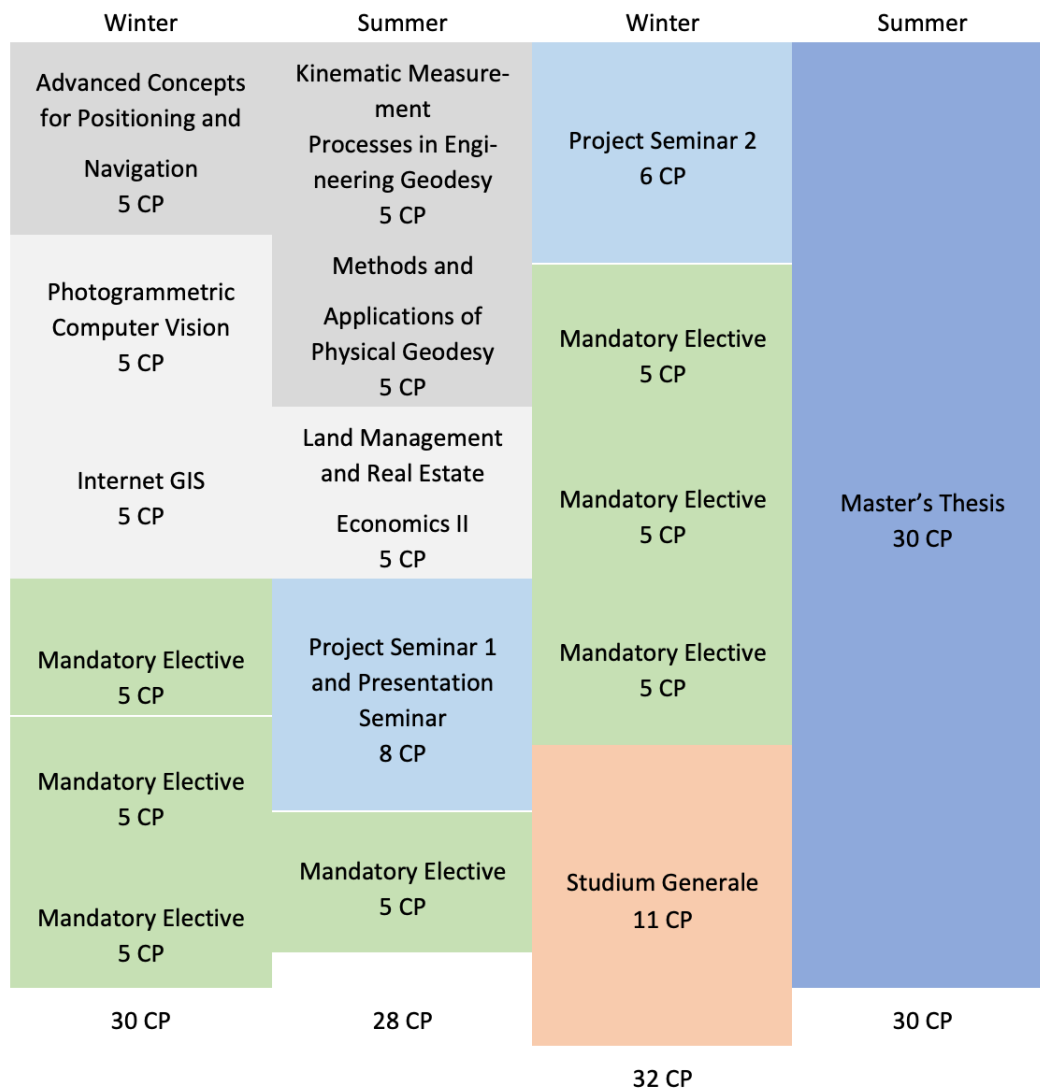 Winter
Advanced Concepts
for Positioning and
Navigation
5 CP
Photogrammetric
Computer Vision
5 CP
Internet GIS
5 CP
Mandatory Elective
5 CP
Mandatory Elective
5 CP
Mandatory Elective
5 CP
30 CP
Summer
Kinematic Measure-
ment
Processes in Engi-
neering Geodesy
5 CP
Methods and
Applications of
Physical Geodesy
5 CP
Land Management
and Real Estate
Economics II
5 CP
Project Seminar 1
and Presentation
Seminar
8 CP
Mandatory Elective
5 CP
28 CP
Winter
Project Seminar 2
6 CP
Mandatory Elective
5 CP
Mandatory Elective
5 CP
Mandatory Elective
5 CP
Studium Generale
11 CP
32 CP
Summer
Master’s Thesis
30 CP
30 CP